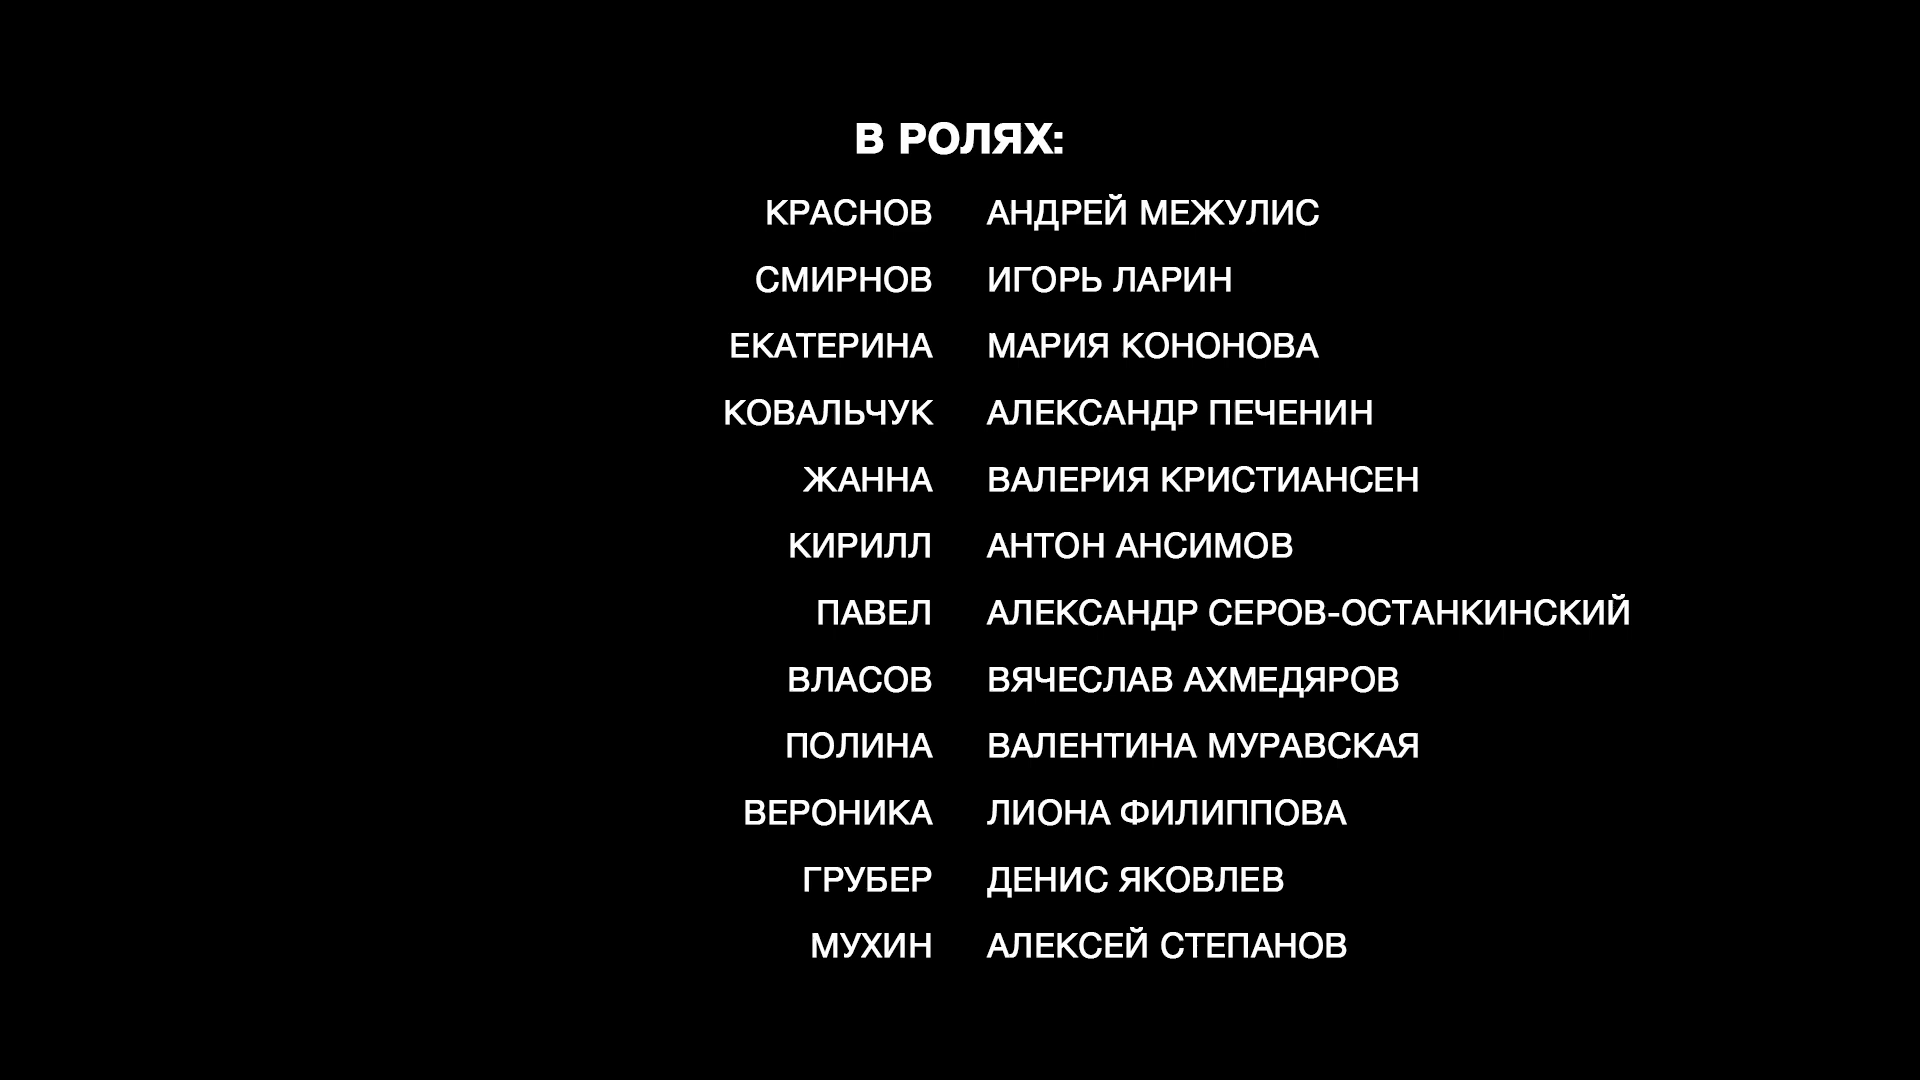 В РОЛЯХ:
КРАСНОВ АНДРЕЙ МЕЖУЛИС
СМИРНОВ ИГОРЬ ЛАРИН
ЕКАТЕРИНА МАРИЯ КОНОНОВА
КОВАЛЬЧУК АЛЕКСАНДР ПЕЧЕНИН
ЖАННА ВАЛЕРИЯ КРИСТИАНСЕН
КИРИЛЛ АНТОН АНСИМОВ
ПАВЕЛ АЛЕКСАНДР СЕРОВ-ОСТАНКИНСКИЙ
ВЛАСОВ ВЯЧЕСЛАВ АХМЕДЯРОВ
ПОЛИНА ВАЛЕНТИНА МУРАВСКАЯ
ВЕРОНИКА ЛИОНА ФИЛИППОВА
ГРУБЕР ДЕНИС ЯКОВЛЕВ
МУХИН АЛЕКСЕЙ СТЕПАНОВ